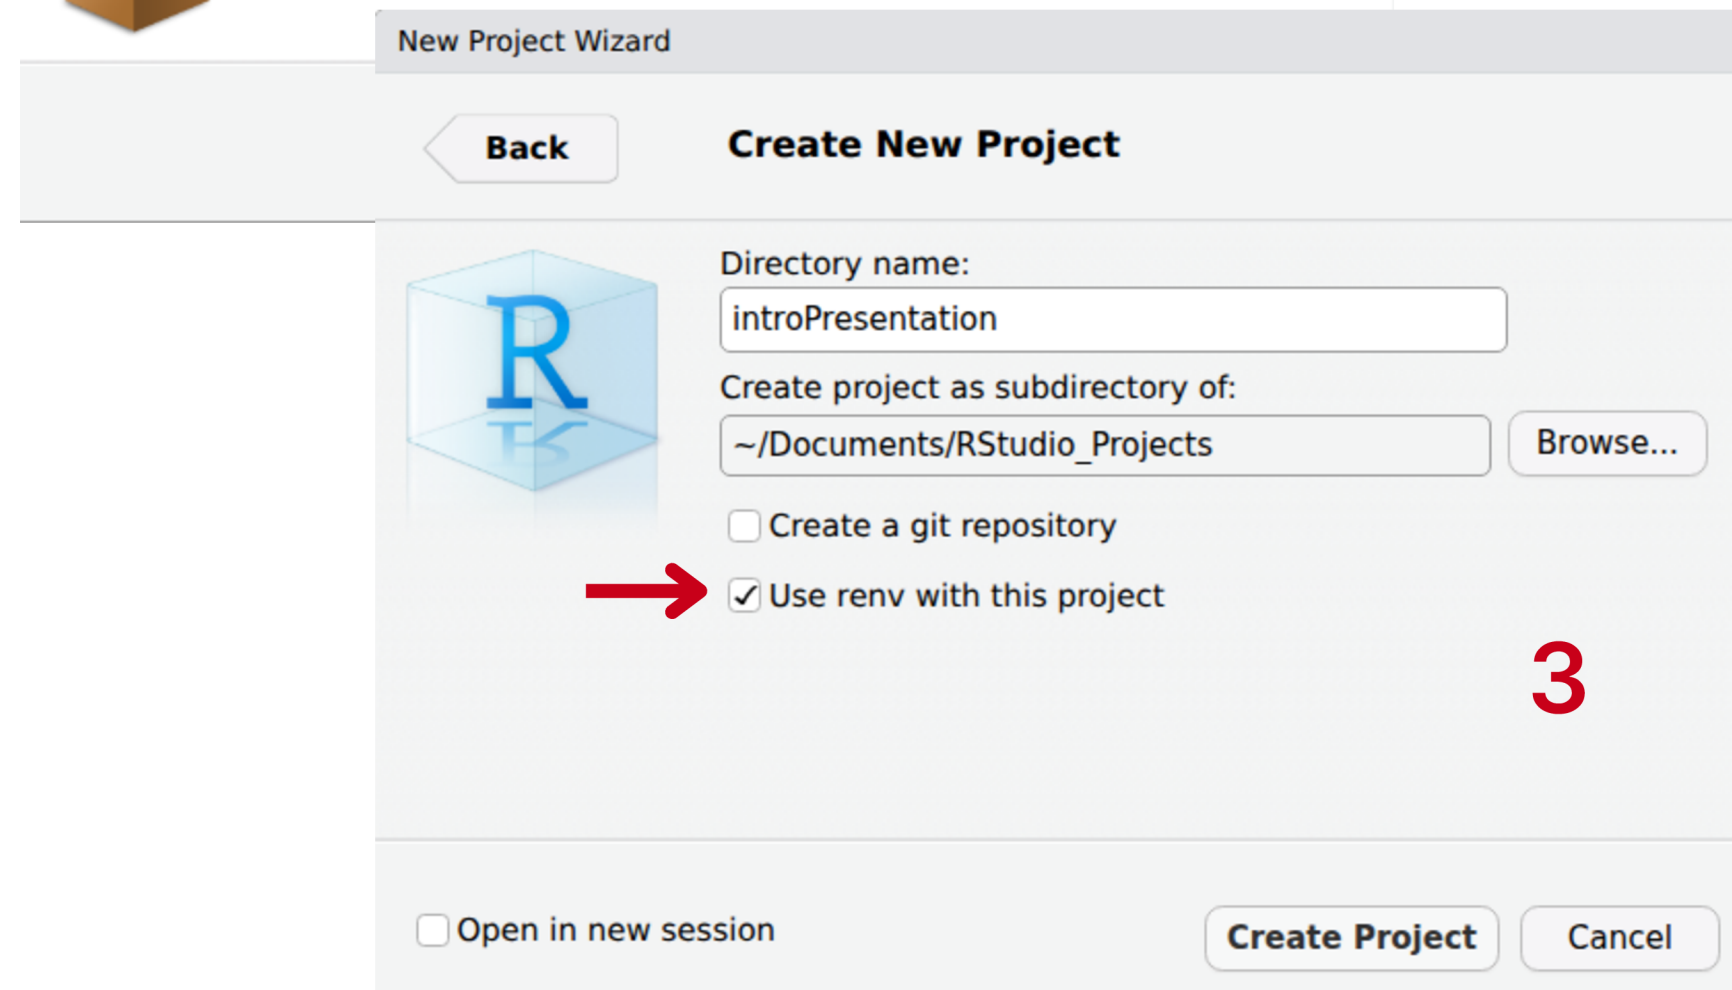 New Project Wizard
Back
Create New Project
R
Directory name:
introPresentation
Create project as subdirectory of:
~/Documents/RStudio_Projects
Browse...
Create a git repository
Use renv with this project
3
Open in new session
Create Project
Cancel